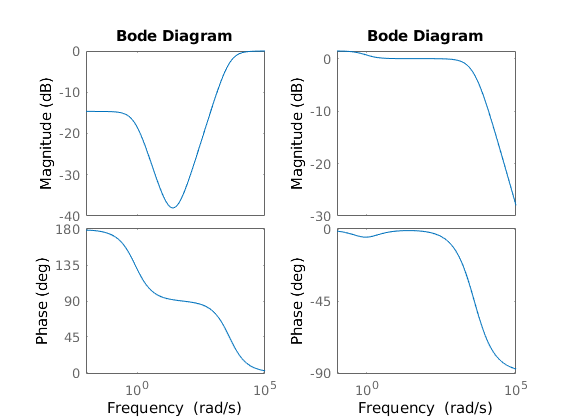 Bode Diagram
Bode Diagram
Magnitude (dB)
0
-10
-20
-30
-40
Magnitude (dB)
0
-10
-20
-30
Phase (deg)
180
135
90
45
0
Phase (deg)
0
-45
-90
10^0 10^5
10^0 10^5
Frequency (rad/s)
Frequency (rad/s)